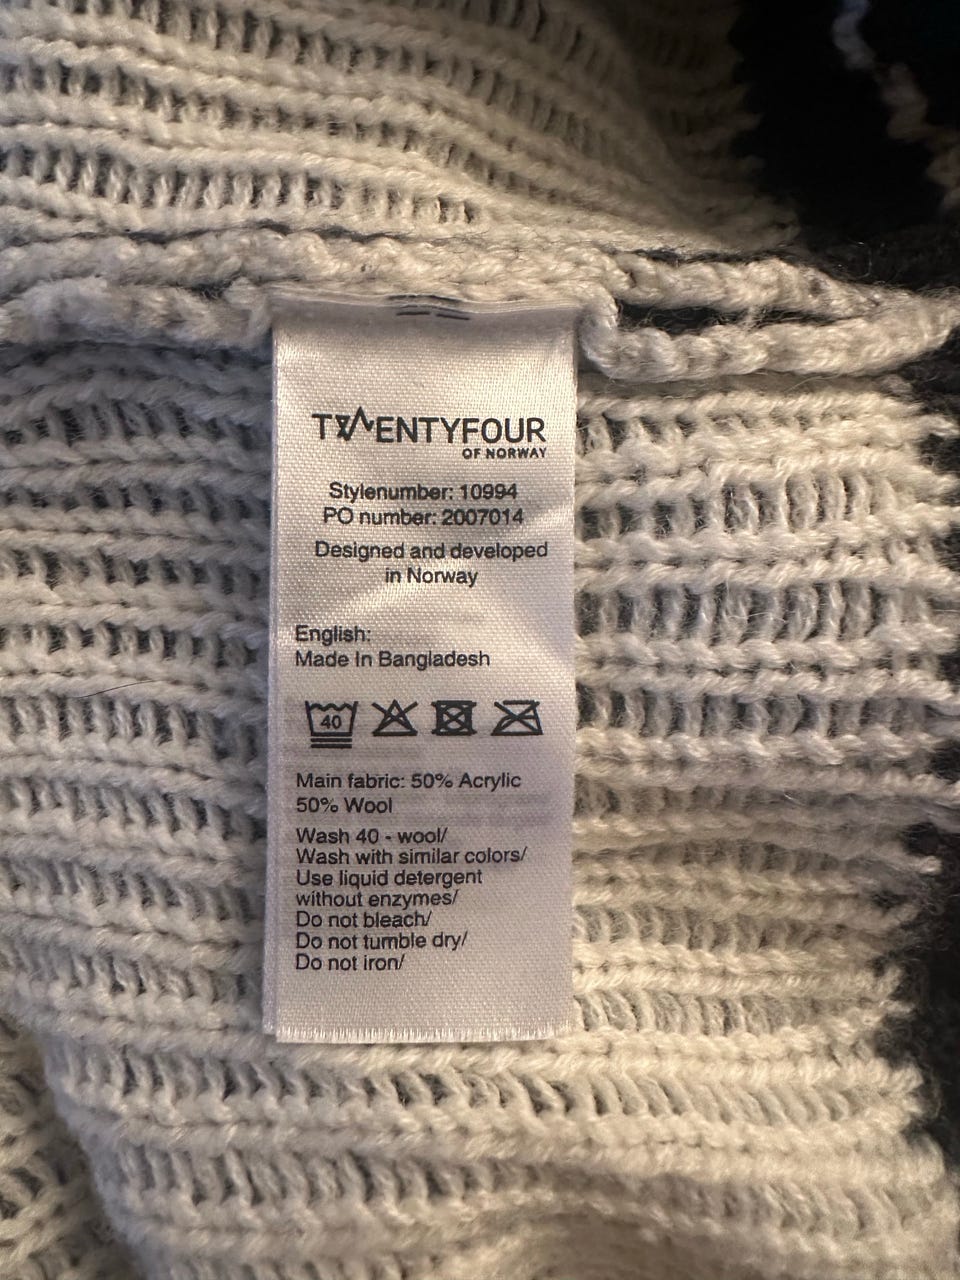 TWENTYFOUR
OF NORWAY
Stylenumber: 10994
PO number: 2007014
Designed and developed
in Norway
English:
Made In Bangladesh
40
Main fabric: 50% Acrylic
50% Wool
Wash 40 - wool/
Wash with similar colors/
Use liquid detergent
without enzymes/
Do not bleach/
Do not tumble dry/
Do not iron/